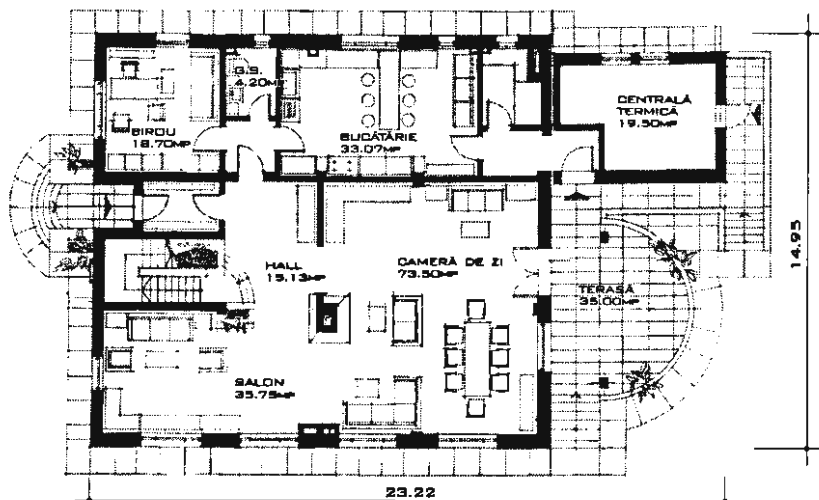 G.S.
4.20MP
BIROU
18.70MP
BUCĂTĂRIE
33.07MP
CENTRALĂ
TERMICĂ
19.50MP
HALL
15.13MP
CAMERĂ DE ZI
73.50MP
TERASĂ
35.00MP
SALON
35.75MP
14.95
23.22